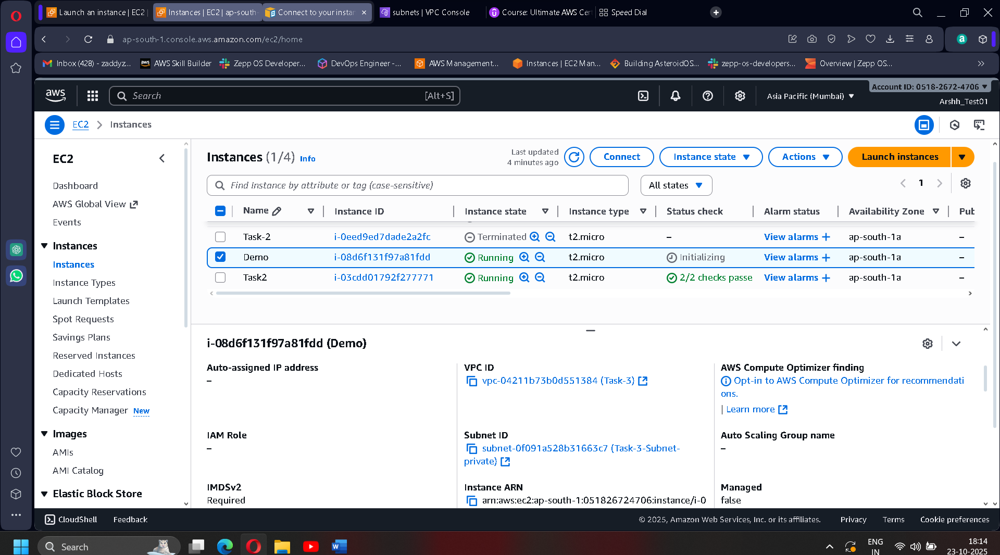 Launch an instance | EC2
Instances | EC2 | ap-south-
Connect to your instan
subnets | VPC Console
Course: Ultimate AWS Cert
Speed Dial
ap-south-1.console.aws.amazon.com/ec2/home
Inbox (428) - zaddyz...
AWS Skill Builder
Zepp OS Developer...
DevOps Engineer -...
AWS Management...
Instances | EC2 Man...
Building AsteroidOS...
zepp-os-developers...
Overview | Zepp OS...
aws
Search
[Alt+S]
Asia Pacific (Mumbai)
Account ID: 0518-2672-4706
Arshh_Test01
EC2
Instances
EC2
Dashboard
AWS Global View
Events
Instances
Instances
Instance Types
Launch Templates
Spot Requests
Savings Plans
Reserved Instances
Dedicated Hosts
Capacity Reservations
Capacity Manager New
Images
AMIs
AMI Catalog
Elastic Block Store
Instances (1/4) Info
Last updated
4 minutes ago
Connect
Instance state
Actions
Launch instances
Find Instance by attribute or tag (case-sensitive)
All states
1
Name Instance ID Instance state Instance type Status check Alarm status Availability Zone Pub
Task-2 i-0eed9ed7dade2a2fc Terminated t2.micro – View alarms + ap-south-1a –
Demo i-08d6f131f97a81fdd Running t2.micro Initializing View alarms + ap-south-1a –
Task2 i-03cdd01792f277771 Running t2.micro 2/2 checks passe View alarms + ap-south-1a –
i-08d6f131f97a81fdd (Demo)
Auto-assigned IP address
–
VPC ID
vpc-04211b73b0d551384 (Task-3)
AWS Compute Optimizer finding
Opt-in to AWS Compute Optimizer for recommendati
ons.
| Learn more
IAM Role
–
Subnet ID
subnet-0f091a528b31663c7 (Task-3-Subnet-
private)
Auto Scaling Group name
–
IMDSv2
Required
Instance ARN
arn:aws:ec2:ap-south-1:051826724706:instance/i-0
Managed
false
CloudShell
Feedback
© 2025, Amazon Web Services, Inc. or its affiliates.
Privacy
Terms
Cookie preferences
Search
ENG
IN
18:14
23-10-2025